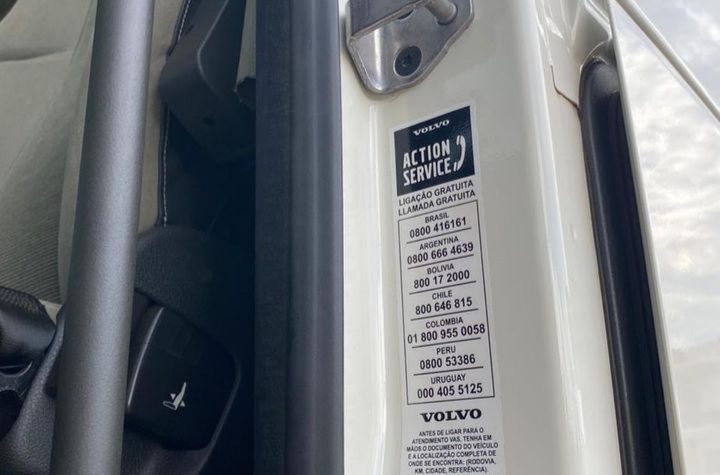 VOLVO
ACTION
SERVICE
LIGAÇÃO GRATUITA
LLAMADA GRATUITA
BRASIL
0800 416161
ARGENTINA
0800 666 4639
BOLIVIA
800 17 2000
CHILE
800 646 815
COLOMBIA
01 800 955 0058
PERU
0800 53386
URUGUAY
000 405 5125
VOLVO
ANTES DE LIGAR PARA O
ATENDIMENTO VAS, TENHA EM
MÃOS O DOCUMENTO DO VEÍCULO
E A LOCALIZAÇÃO COMPLETA DE
ONDE SE ENCONTRA: (RODOVIA,
KM, CIDADE, REFERÊNCIA).